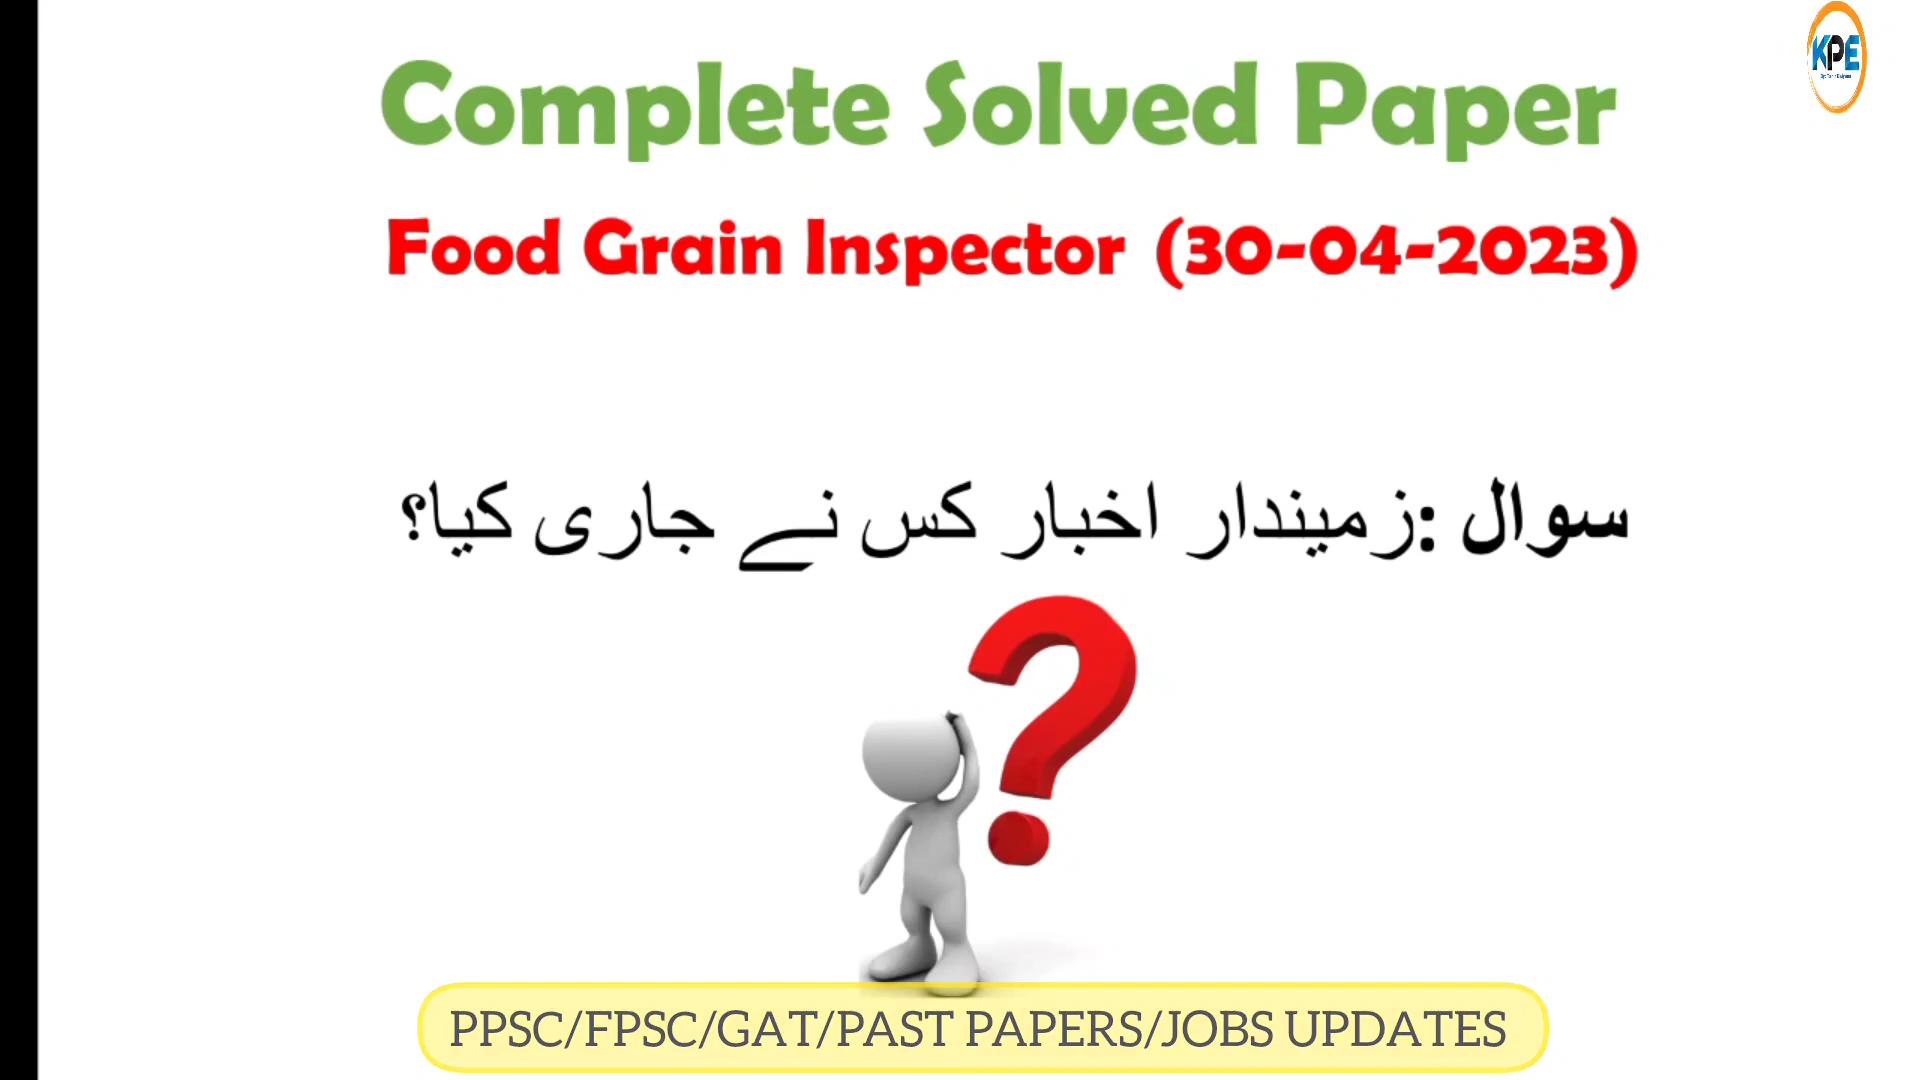 KPE
Complete Solved Paper
Food Grain Inspector (30-04-2023)
سوال :زمیندار اخبار کس نے جاری کیا؟
PPSC/FPSC/GAT/PAST PAPERS/JOBS UPDATES